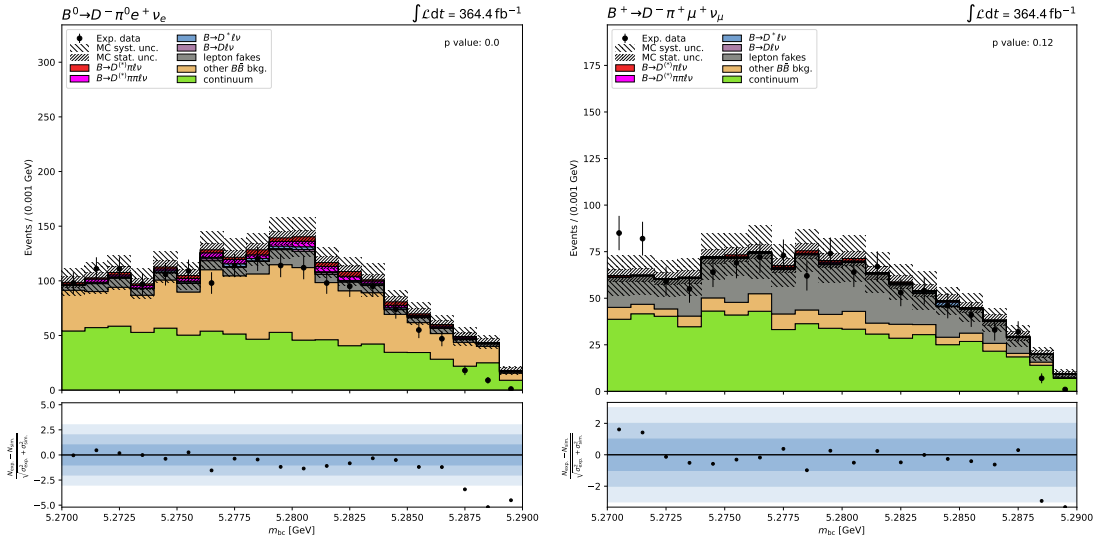 B⁰→D⁻π⁰e⁺νₑ
∫ℒdt = 364.4 fb⁻¹
Exp. data
MC syst. unc.
MC stat. unc.
B→D⁽*⁾πℓν
B→D⁽*⁾ππℓν
B→D*ℓν
B→Dℓν
lepton fakes
other BB̄ bkg.
continuum
p value: 0.0
Events / (0.001 GeV)
300
250
200
150
100
50
0
5.0
2.5
0.0
−2.5
−5.0
(N_exp. − N_sim.) / √(σ²_exp. + σ²_sim.)
5.2700 5.2725 5.2750 5.2775 5.2800 5.2825 5.2850 5.2875 5.2900
m_bc [GeV]
B⁺→D⁻π⁺μ⁺ν_μ
∫ℒdt = 364.4 fb⁻¹
Exp. data
MC syst. unc.
MC stat. unc.
B→D⁽*⁾πℓν
B→D⁽*⁾ππℓν
B→D*ℓν
B→Dℓν
lepton fakes
other BB̄ bkg.
continuum
p value: 0.12
Events / (0.001 GeV)
175
150
125
100
75
50
25
0
2
0
−2
(N_exp. − N_sim.) / √(σ²_exp. + σ²_sim.)
5.2700 5.2725 5.2750 5.2775 5.2800 5.2825 5.2850 5.2875 5.2900
m_bc [GeV]